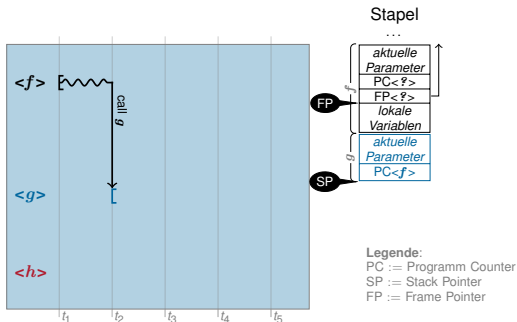 Stapel
...
aktuelle
Parameter
PC<?>
FP<?>
lokale
Variablen
aktuelle
Parameter
PC<f>
f
g
FP
SP
<f>
call g
<g>
<h>
t1
t2
t3
t4
t5
Legende:
PC := Programm Counter
SP := Stack Pointer
FP := Frame Pointer